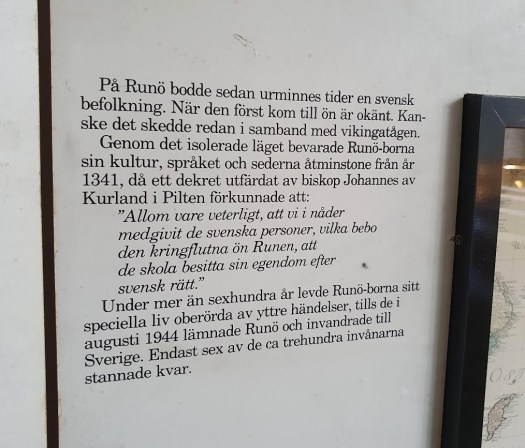 På Runö bodde sedan urminnes tider en svensk
befolkning. När den först kom till ön är okänt. Kan-
ske det skedde redan i samband med vikingatågen.
Genom det isolerade läget bevarade Runö-borna
sin kultur, språket och sederna åtminstone från år
1341, då ett dekret utfärdat av biskop Johannes av
Kurland i Pilten förkunnade att:
"Allom vare veterligt, att vi i nåder
medgivit de svenska personer, vilka bebo
den kringflutna ön Runen, att
de skola besitta sin egendom efter
svensk rätt."
Under mer än sexhundra år levde Runö-borna sitt
speciella liv oberörda av yttre händelser, tills de i
augusti 1944 lämnade Runö och invandrade till
Sverige. Endast sex av de ca trehundra invånarna
stannade kvar.